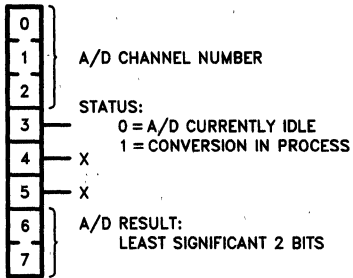 0
1
A/D CHANNEL NUMBER
2
STATUS:
3
0 = A/D CURRENTLY IDLE
1 = CONVERSION IN PROCESS
4
X
5
X
6
A/D RESULT:
LEAST SIGNIFICANT 2 BITS
7